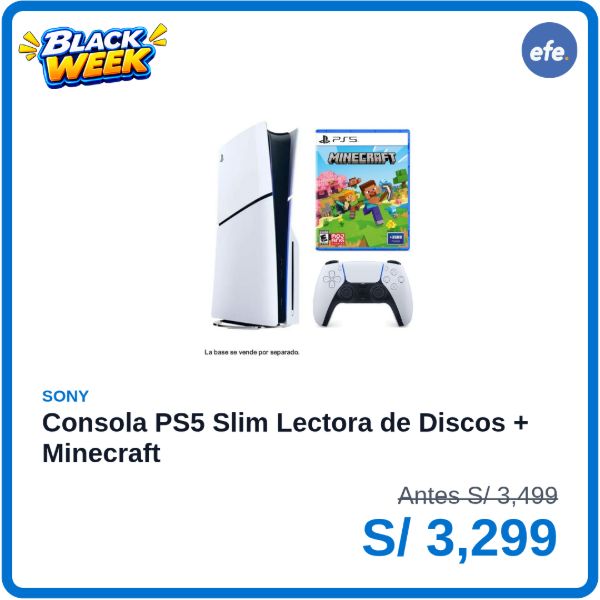 BLACK
WEEK
efe.
PS5
MINECRAFT
La base se vende por separado.
SONY
Consola PS5 Slim Lectora de Discos +
Minecraft
Antes S/ 3,499
S/ 3,299